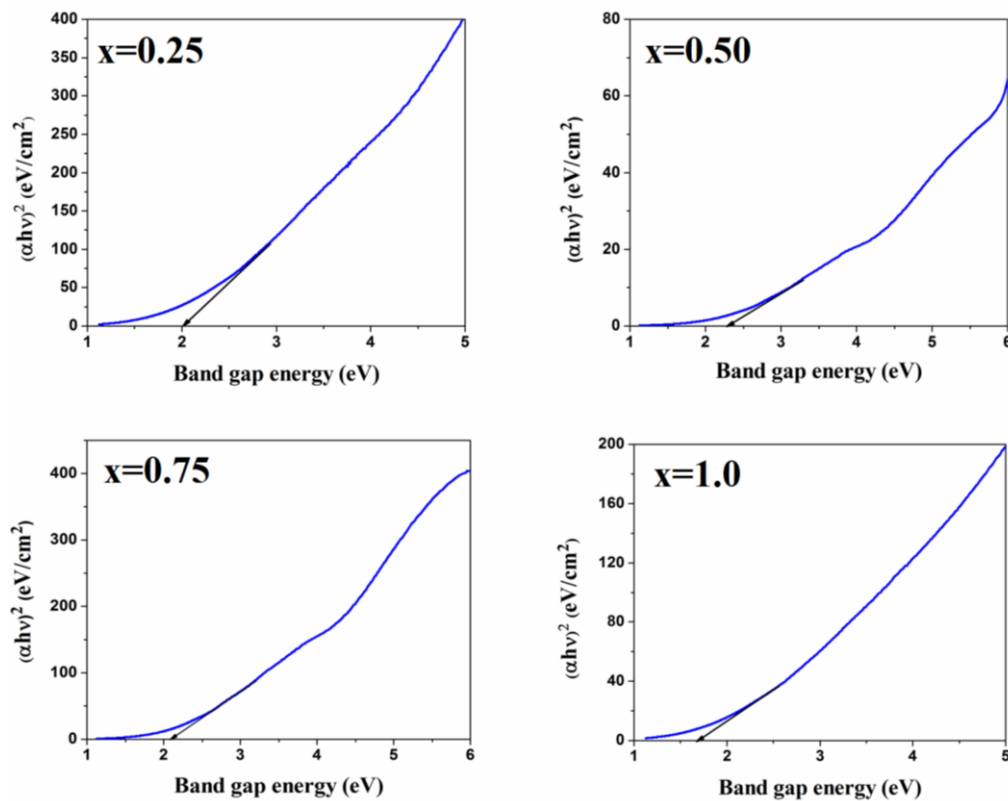 x=0.25
400
350
300
250
200
150
100
50
0
(αhν)² (eV/cm²)
1 2 3 4 5
Band gap energy (eV)
x=0.50
80
60
40
20
0
(αhν)² (eV/cm²)
1 2 3 4 5 6
Band gap energy (eV)
x=0.75
400
300
200
100
0
(αhν)² (eV/cm²)
1 2 3 4 5 6
Band gap energy (eV)
x=1.0
200
160
120
80
40
0
(αhν)² (eV/cm²)
1 2 3 4 5
Band gap energy (eV)